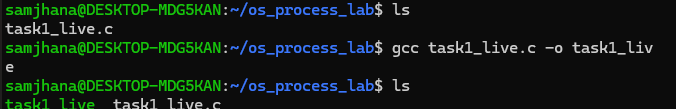 samjhana@DESKTOP-MDG5KAN:~/os_process_lab$ ls
task1_live.c
samjhana@DESKTOP-MDG5KAN:~/os_process_lab$ gcc task1_live.c -o task1_liv
e
samjhana@DESKTOP-MDG5KAN:~/os_process_lab$ ls
task1_live  task1_live.c